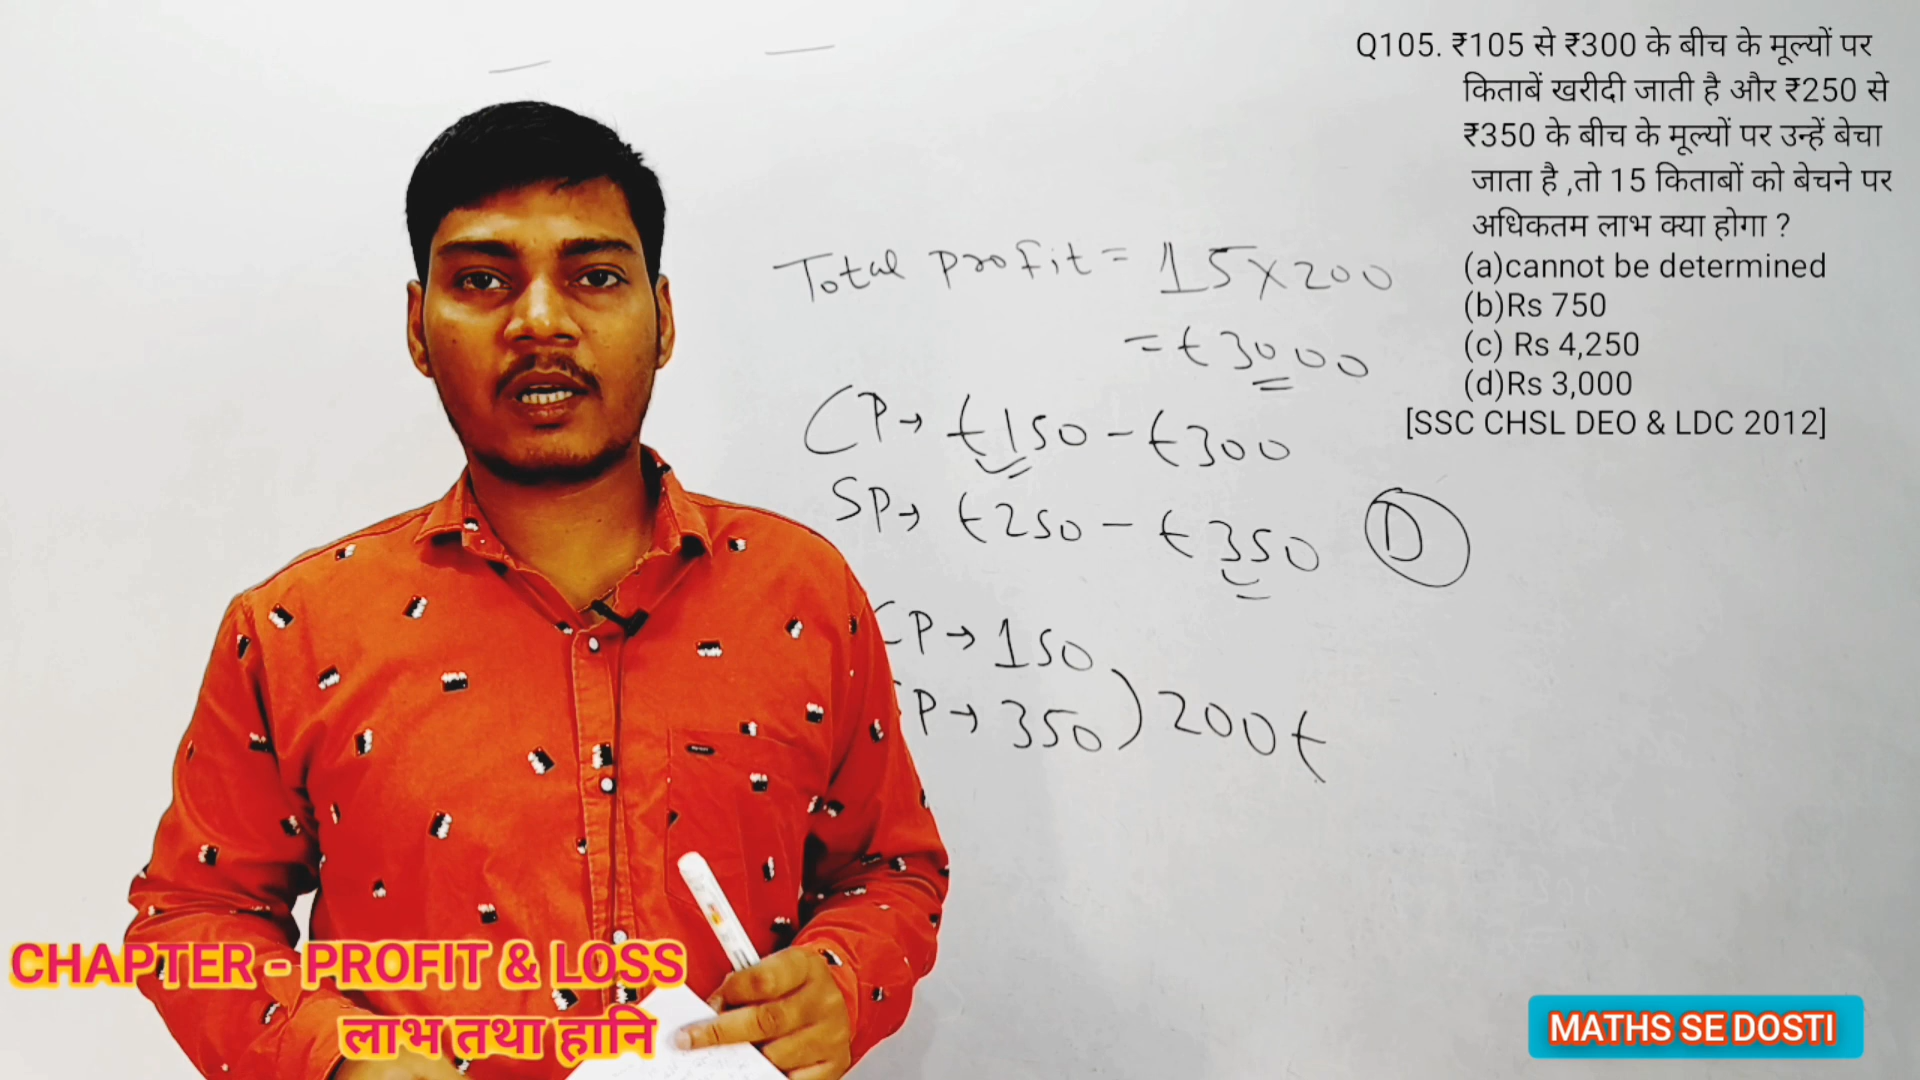 Q105. ₹105 से ₹300 के बीच के मूल्यों पर
किताबें खरीदी जाती है और ₹250 से
₹350 के बीच के मूल्यों पर उन्हें बेचा
जाता है ,तो 15 किताबों को बेचने पर
अधिकतम लाभ क्या होगा ?
(a)cannot be determined
(b)Rs 750
(c) Rs 4,250
(d)Rs 3,000
[SSC CHSL DEO & LDC 2012]
Total profit = 15×200
= ₹3000
CP→ ₹150 - ₹300
SP→ ₹250 - ₹350 D
CP→ 150
P→ 350) 200₹
CHAPTER - PROFIT & LOSS
लाभ तथा हानि
MATHS SE DOSTI